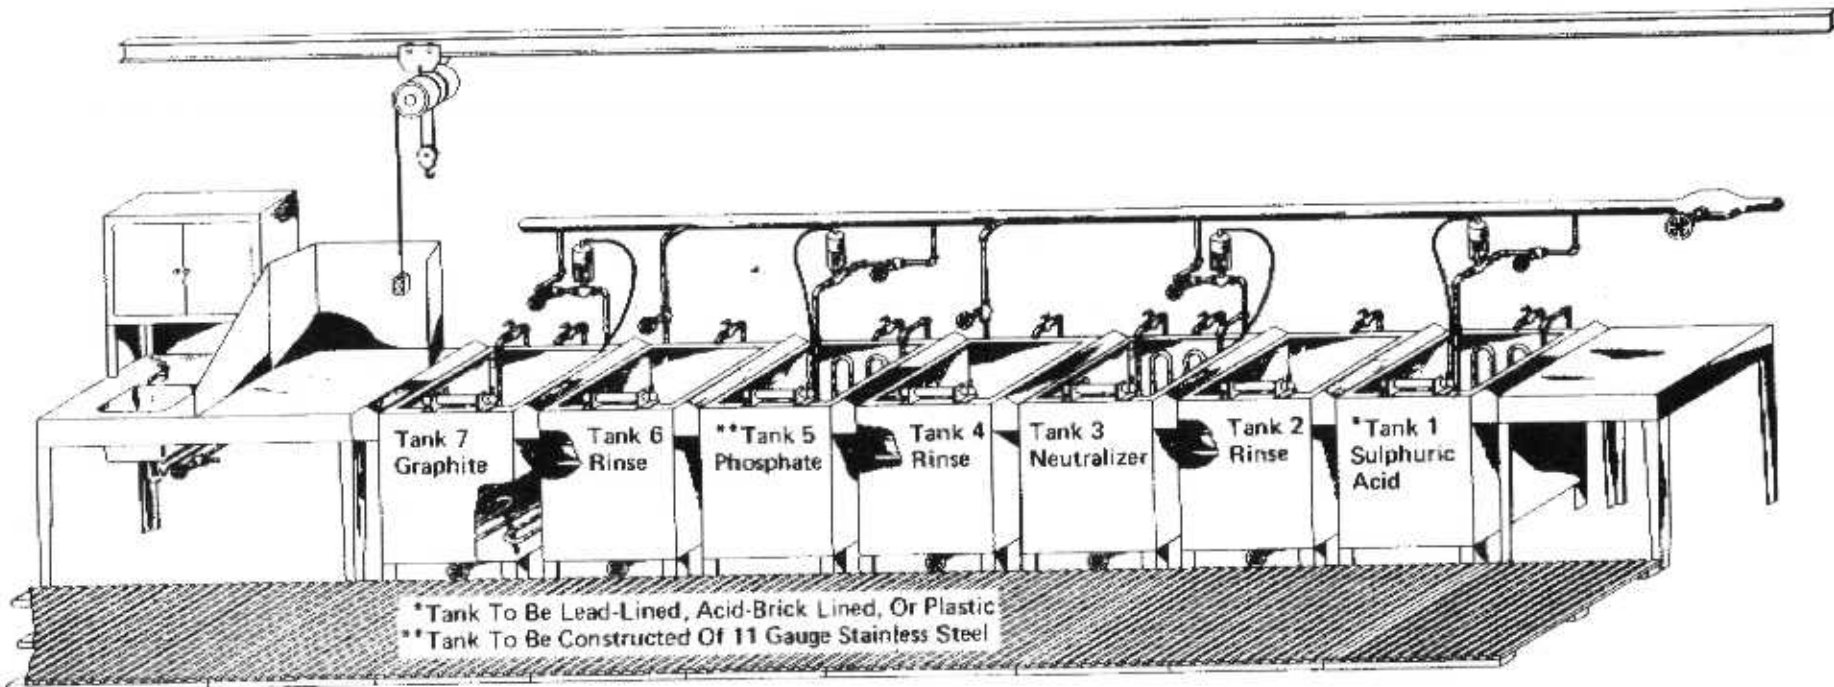 Tank 7
Graphite
Tank 6
Rinse
**Tank 5
Phosphate
Tank 4
Rinse
Tank 3
Neutralizer
Tank 2
Rinse
*Tank 1
Sulphuric
Acid
*Tank To Be Lead-Lined, Acid-Brick Lined, Or Plastic
**Tank To Be Constructed Of 11 Gauge Stainless Steel